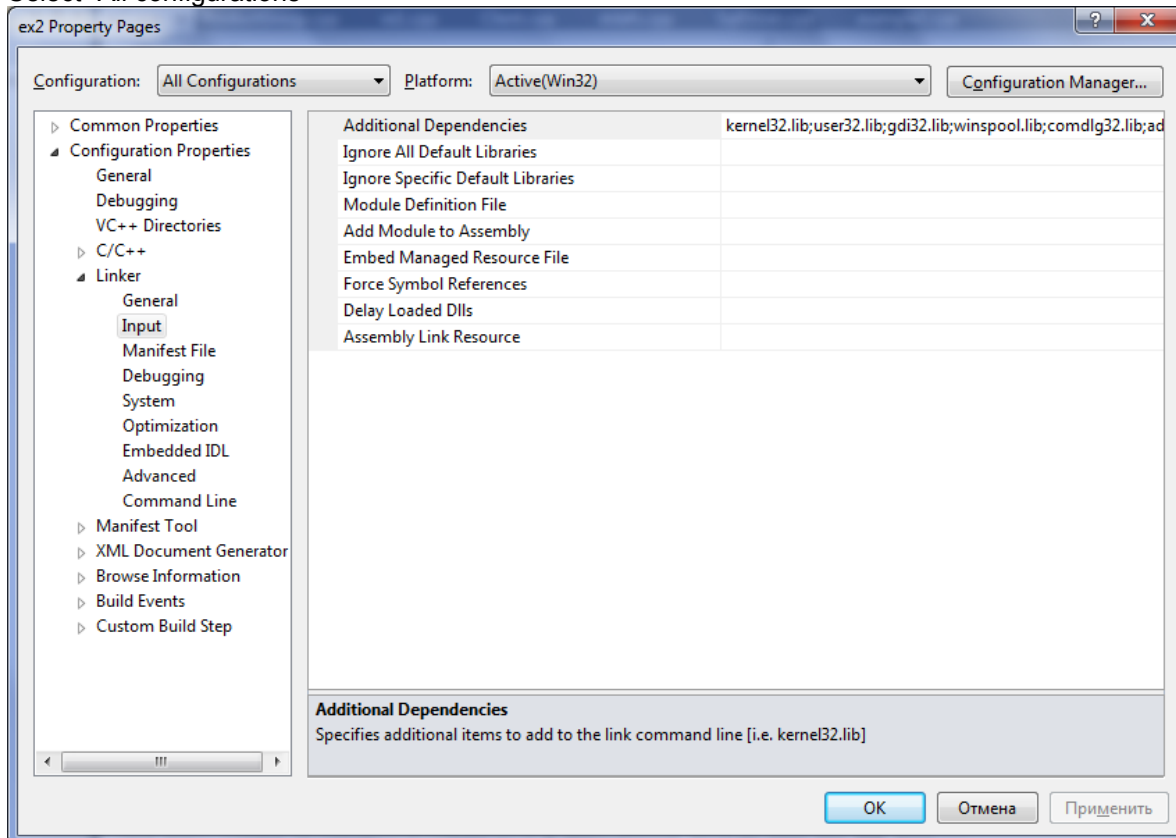 Select "All configurations"
ex2 Property Pages
Configuration: All Configurations Platform: Active(Win32) Configuration Manager...
Common Properties
Configuration Properties
General
Debugging
VC++ Directories
C/C++
Linker
General
Input
Manifest File
Debugging
System
Optimization
Embedded IDL
Advanced
Command Line
Manifest Tool
XML Document Generator
Browse Information
Build Events
Custom Build Step
Additional Dependencies kernel32.lib;user32.lib;gdi32.lib;winspool.lib;comdlg32.lib;ad
Ignore All Default Libraries
Ignore Specific Default Libraries
Module Definition File
Add Module to Assembly
Embed Managed Resource File
Force Symbol References
Delay Loaded Dlls
Assembly Link Resource
Additional Dependencies
Specifies additional items to add to the link command line [i.e. kernel32.lib]
OK Отмена Применить